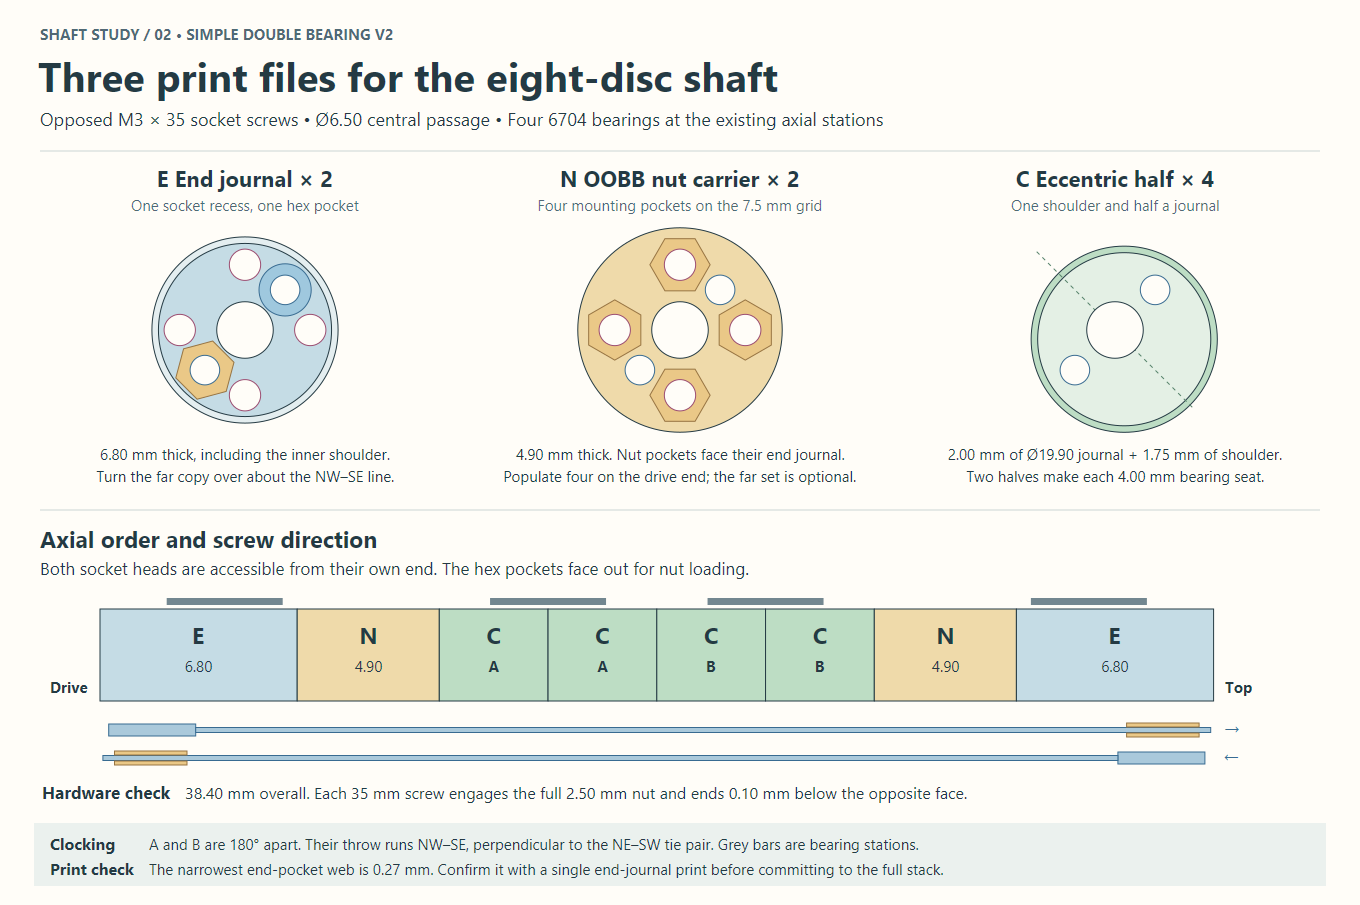 SHAFT STUDY / 02 • SIMPLE DOUBLE BEARING V2
Three print files for the eight-disc shaft
Opposed M3 × 35 socket screws • Ø6.50 central passage • Four 6704 bearings at the existing axial stations
E End journal × 2
One socket recess, one hex pocket
N OOBB nut carrier × 2
Four mounting pockets on the 7.5 mm grid
C Eccentric half × 4
One shoulder and half a journal
6.80 mm thick, including the inner shoulder.
Turn the far copy over about the NW–SE line.
4.90 mm thick. Nut pockets face their end journal.
Populate four on the drive end; the far set is optional.
2.00 mm of Ø19.90 journal + 1.75 mm of shoulder.
Two halves make each 4.00 mm bearing seat.
Axial order and screw direction
Both socket heads are accessible from their own end. The hex pockets face out for nut loading.
E N C C C C N E
6.80 4.90 A A B B 4.90 6.80
Drive Top
→
←
Hardware check 38.40 mm overall. Each 35 mm screw engages the full 2.50 mm nut and ends 0.10 mm below the opposite face.
Clocking A and B are 180° apart. Their throw runs NW–SE, perpendicular to the NE–SW tie pair. Grey bars are bearing stations.
Print check The narrowest end-pocket web is 0.27 mm. Confirm it with a single end-journal print before committing to the full stack.